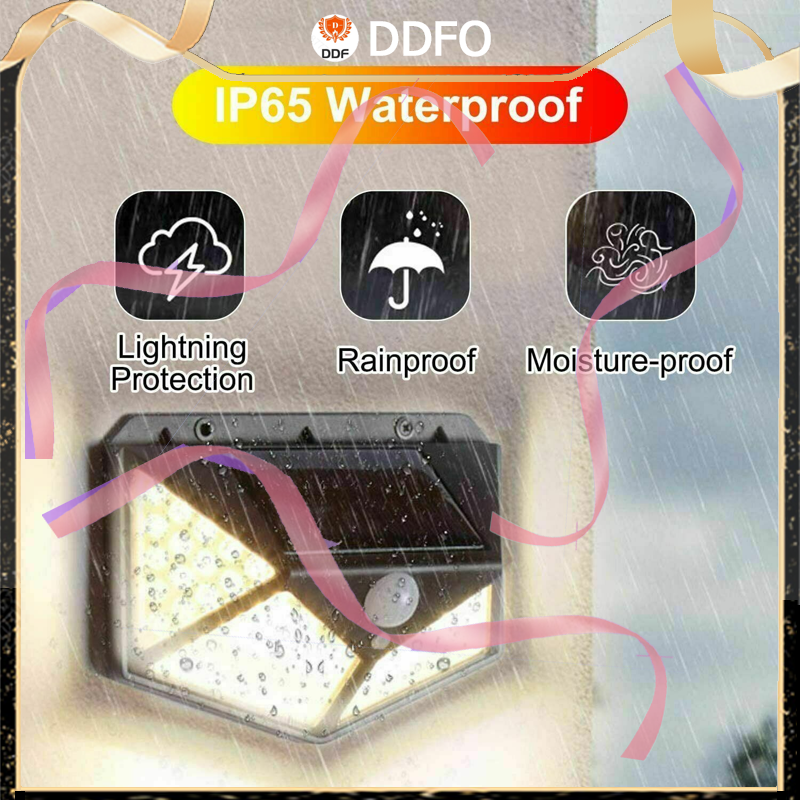 DDF
DDFO
IP65 Waterproof
Lightning
Protection
Rainproof
Moisture-proof